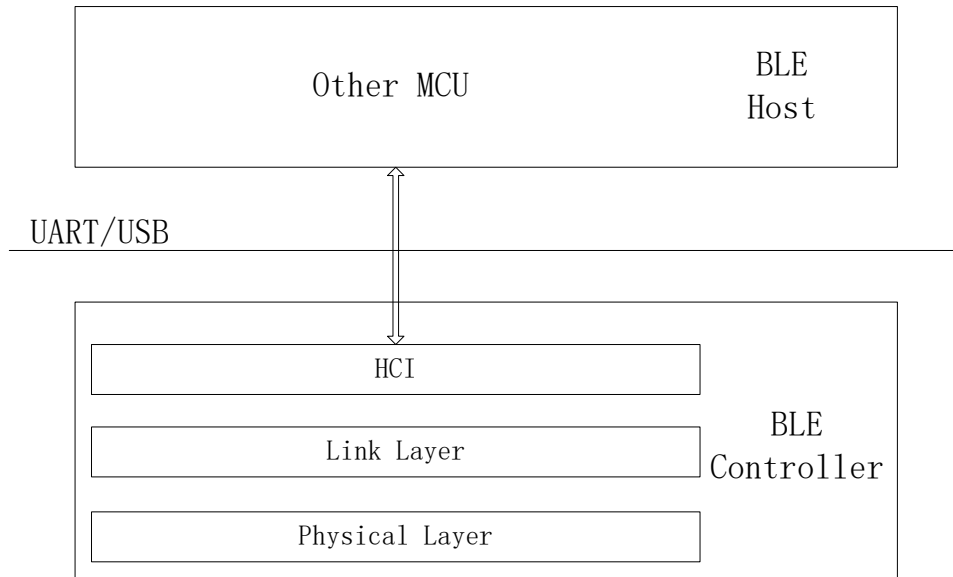 Other MCU
BLE
Host
UART/USB
HCI
Link Layer
Physical Layer
BLE
Controller